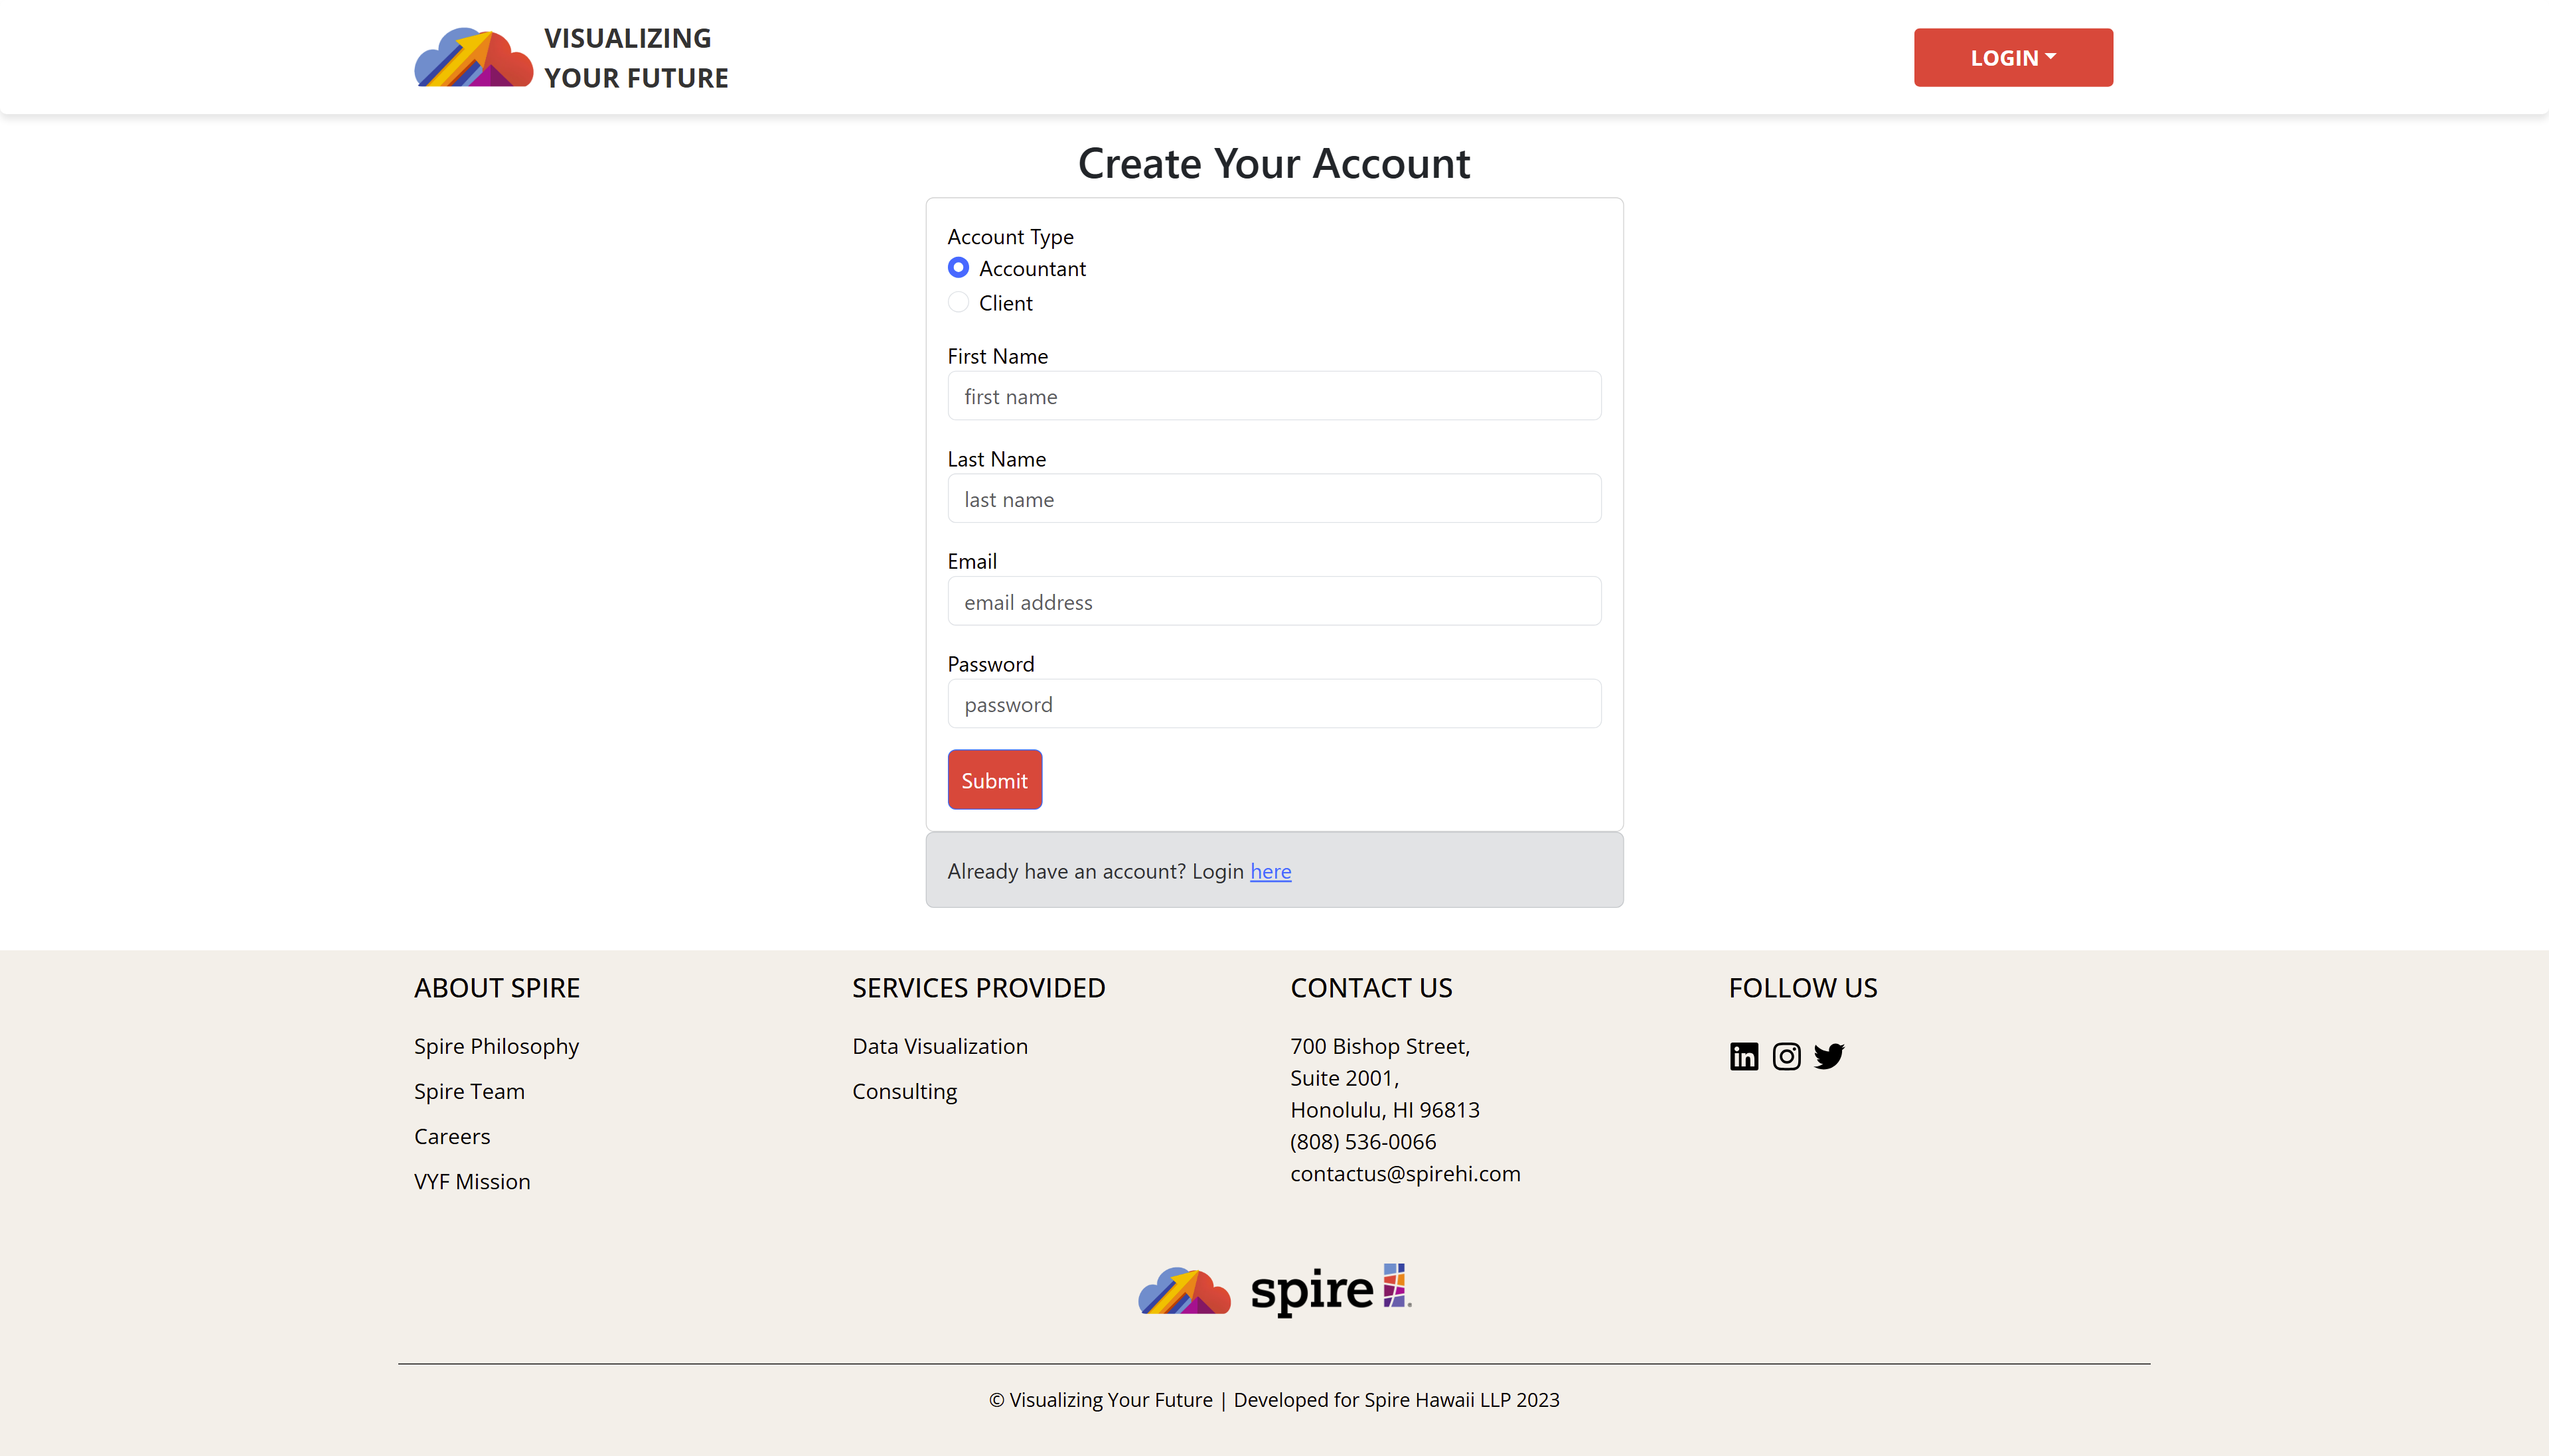 VISUALIZING
YOUR FUTURE
LOGIN
Create Your Account
Account Type
Accountant
Client
First Name
first name
Last Name
last name
Email
email address
Password
password
Submit
Already have an account? Login here
ABOUT SPIRE
Spire Philosophy
Spire Team
Careers
VYF Mission
SERVICES PROVIDED
Data Visualization
Consulting
CONTACT US
700 Bishop Street,
Suite 2001,
Honolulu, HI 96813
(808) 536-0066
contactus@spirehi.com
FOLLOW US
in
spire
© Visualizing Your Future | Developed for Spire Hawaii LLP 2023